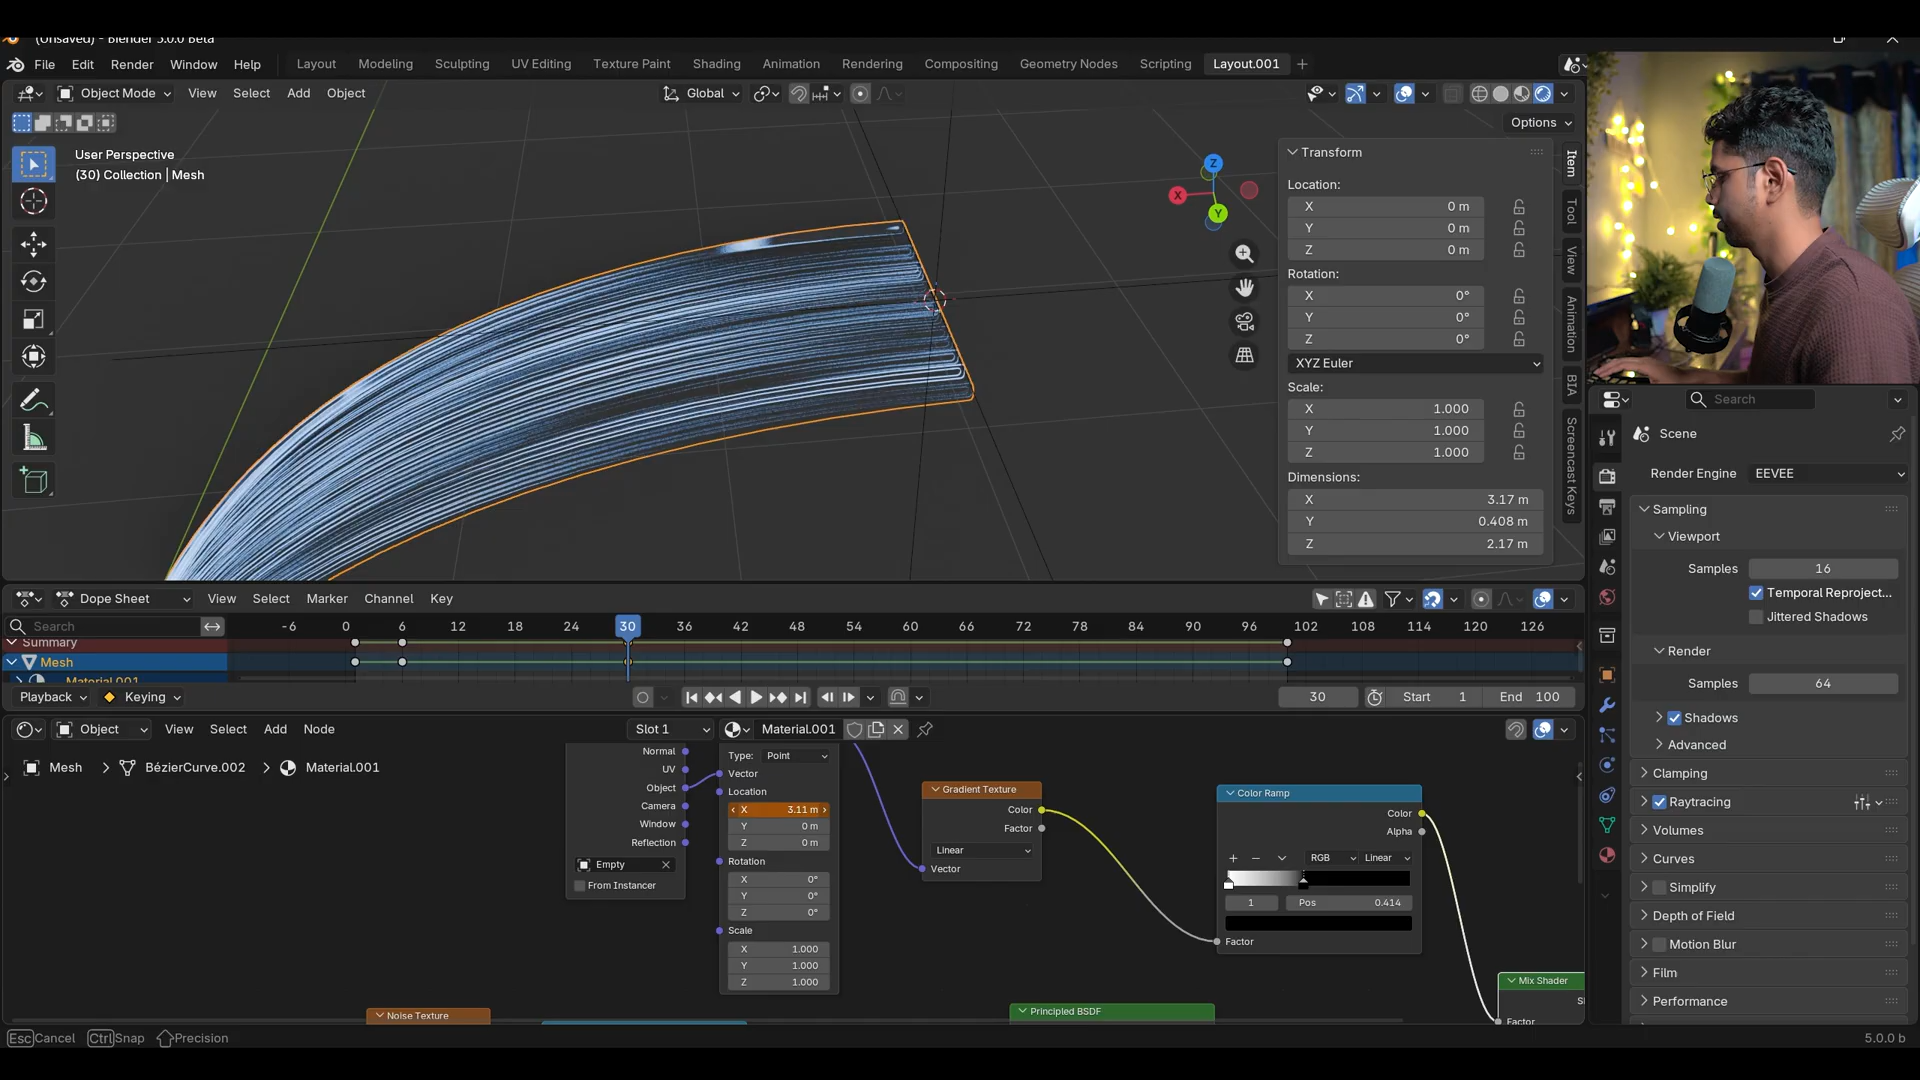 (Unsaved) - Blender 5.0.0 Beta
File Edit Render Window Help Layout Modeling Sculpting UV Editing Texture Paint Shading Animation Rendering Compositing Geometry Nodes Scripting Layout.001
Object Mode View Select Add Object Global
Options
User Perspective
(30) Collection | Mesh
Z
X
Y
Transform
Location:
X 0 m
Y 0 m
Z 0 m
Rotation:
X 0°
Y 0°
Z 0°
XYZ Euler
Scale:
X 1.000
Y 1.000
Z 1.000
Dimensions:
X 3.17 m
Y 0.408 m
Z 2.17 m
Item
Tool
View
Animation
BIA
Screencast Keys
Search
Scene
Render Engine EEVEE
Sampling
Viewport
Samples 16
Temporal Reproject...
Jittered Shadows
Render
Samples 64
Shadows
Advanced
Clamping
Raytracing
Volumes
Curves
Simplify
Depth of Field
Motion Blur
Film
Performance
Dope Sheet View Select Marker Channel Key
Search -6 0 6 12 18 24 30 36 42 48 54 60 66 72 78 84 90 96 102 108 114 120 126
Summary
Mesh
Material.001
Playback Keying 30 Start 1 End 100
Object View Select Add Node Slot 1 Material.001
Mesh BézierCurve.002 Material.001
Normal
UV
Object
Camera
Window
Reflection
Empty
From Instancer
Type: Point
Vector
Location
X 3.11 m
Y 0 m
Z 0 m
Rotation
X 0°
Y 0°
Z 0°
Scale
X 1.000
Y 1.000
Z 1.000
Gradient Texture
Color
Factor
Linear
Vector
Color Ramp
Color
Alpha
RGB Linear
1 Pos 0.414
Factor
Mix Shader
Factor
Noise Texture
Principled BSDF
Esc Cancel Ctrl Snap Precision 5.0.0 b